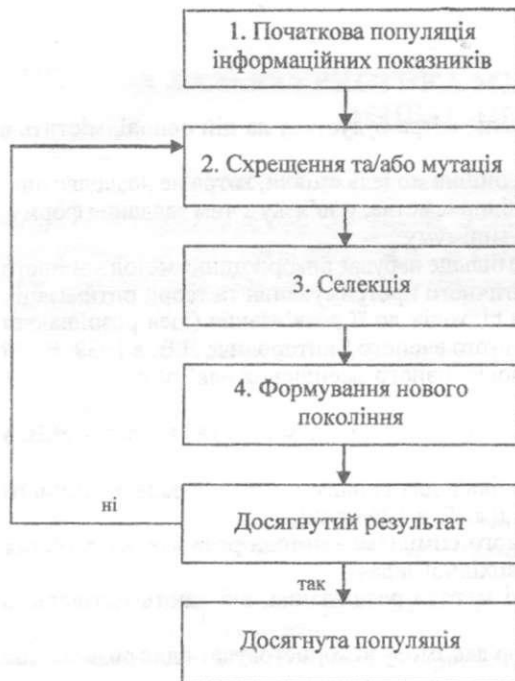 1. Початкова популяція
інформаційних показників
2. Схрещення та/або мутація
3. Селекція
4. Формування нового
покоління
ні
Досягнутий результат
так
Досягнута популяція